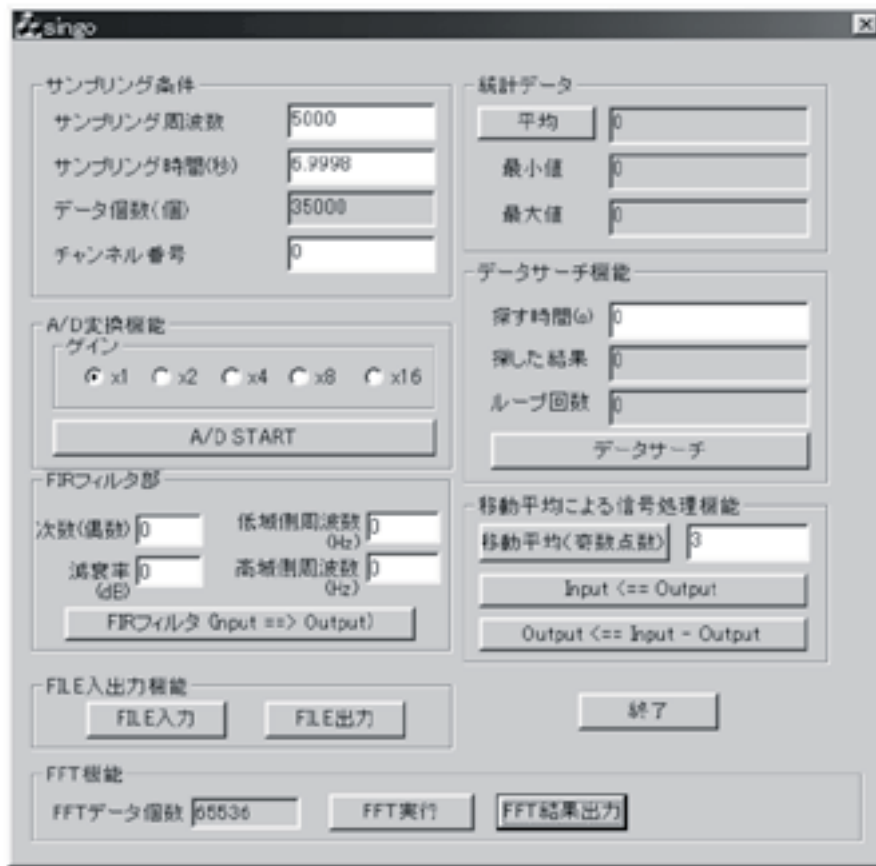 singo
サンプリング条件
サンプリング周波数 5000
サンプリング時間(秒) 6.9998
データ個数(個) 35000
チャンネル番号 0
A/D変換機能
ゲイン
x1 x2 x4 x8 x16
A/D START
FIRフィルタ部
次数(偶数) 0 低域側周波数(Hz) 0
減衰率(dB) 0 高域側周波数(Hz) 0
FIRフィルタ (Input ==> Output)
FILE入出力機能
FILE入力 FILE出力
統計データ
平均 0
最小値 0
最大値 0
データサーチ機能
探す時間(s) 0
探した結果 0
ループ回数 0
データサーチ
移動平均による信号処理機能
移動平均(奇数点数) 3
Input <== Output
Output <== Input - Output
終了
FFT機能
FFTデータ個数 65536 FFT実行 FFT結果出力